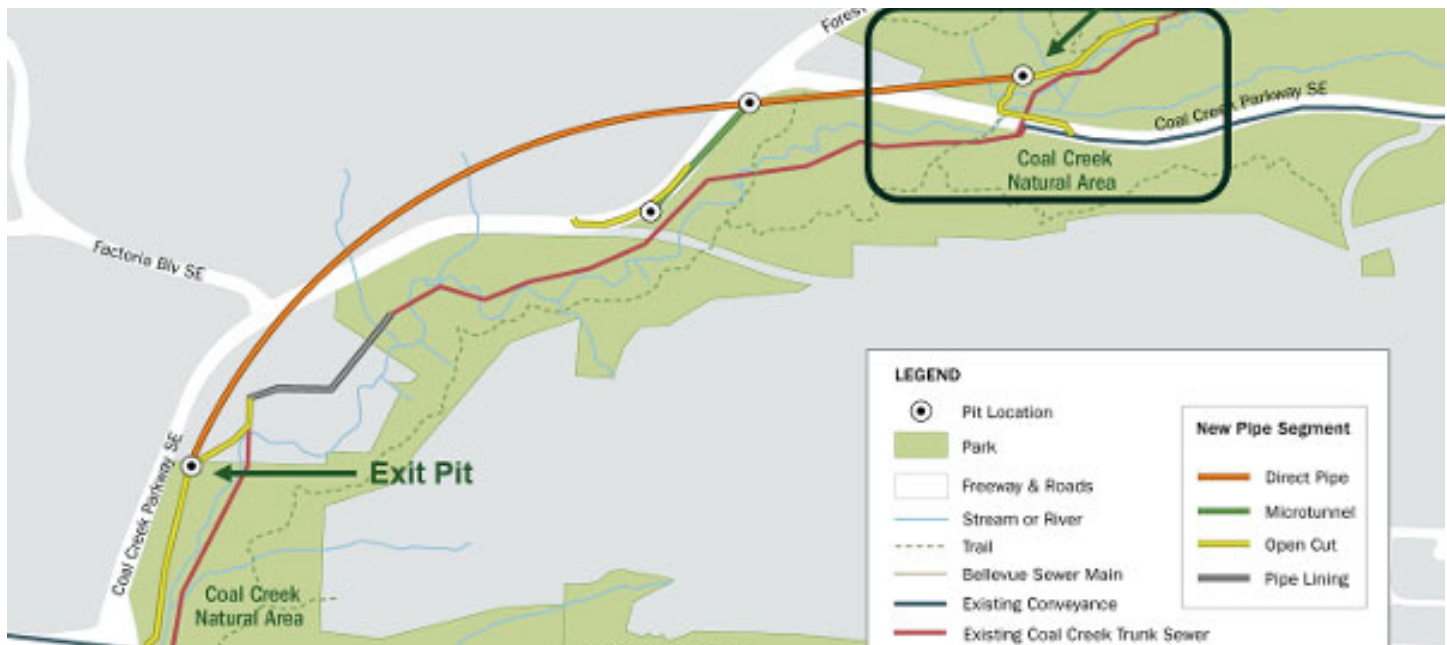 Forest
Coal Creek Parkway SE
Coal Creek
Natural Area
Factoria Blv SE
Exit Pit
Coal Creek Parkway SE
Coal Creek
Natural Area
LEGEND
Pit Location
Park
Freeway & Roads
Stream or River
Trail
Bellevue Sewer Main
Existing Conveyance
Existing Coal Creek Trunk Sewer
New Pipe Segment
Direct Pipe
Microtunnel
Open Cut
Pipe Lining